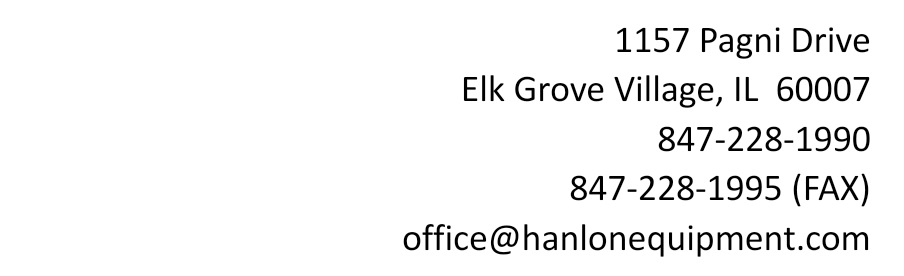 1157 Pagni Drive
Elk Grove Village, IL  60007
847-228-1990
847-228-1995 (FAX)
office@hanlonequipment.com